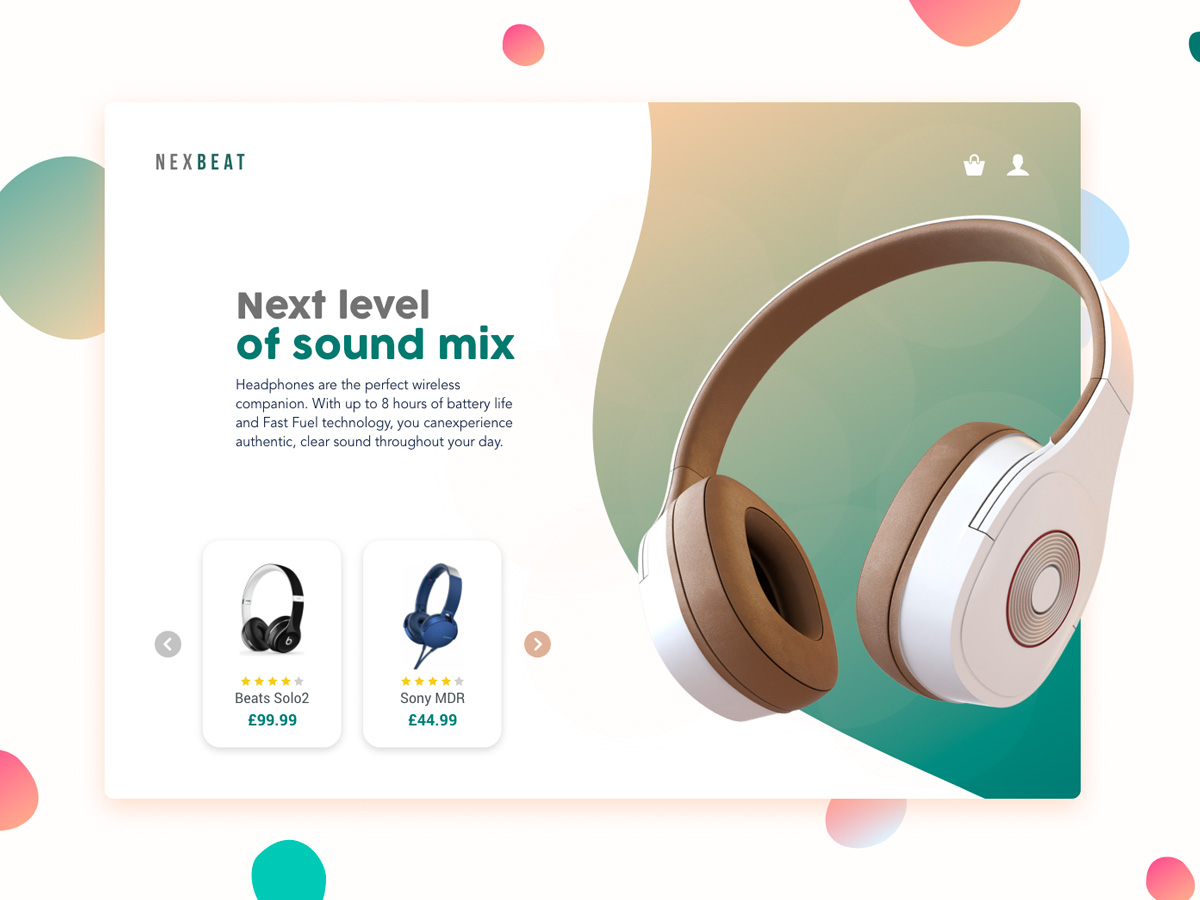 NEXBEAT
Next level
of sound mix
Headphones are the perfect wireless
companion. With up to 8 hours of battery life
and Fast Fuel technology, you canexperience
authentic, clear sound throughout your day.
Beats Solo2
£99.99
Sony MDR
£44.99